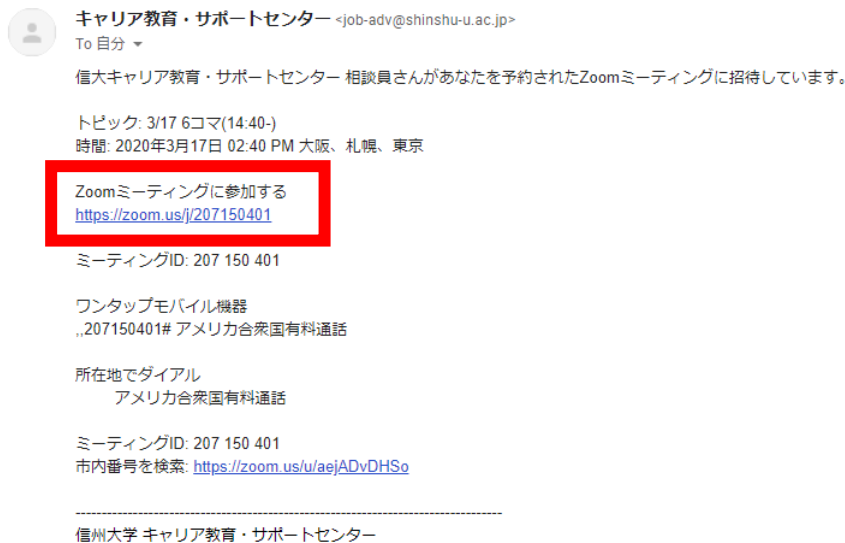 キャリア教育・サポートセンター <job-adv@shinshu-u.ac.jp>
To 自分
信大キャリア教育・サポートセンター 相談員さんがあなたを予約されたZoomミーティングに招待しています。
トピック: 3/17 6コマ(14:40-)
時間: 2020年3月17日 02:40 PM 大阪、札幌、東京
Zoomミーティングに参加する
https://zoom.us/j/207150401
ミーティングID: 207 150 401
ワンタップモバイル機器
,,207150401# アメリカ合衆国有料通話
所在地でダイアル
アメリカ合衆国有料通話
ミーティングID: 207 150 401
市内番号を検索: https://zoom.us/u/aejADvDHSo
--------------------------------------------------------------------------------
信州大学 キャリア教育・サポートセンター